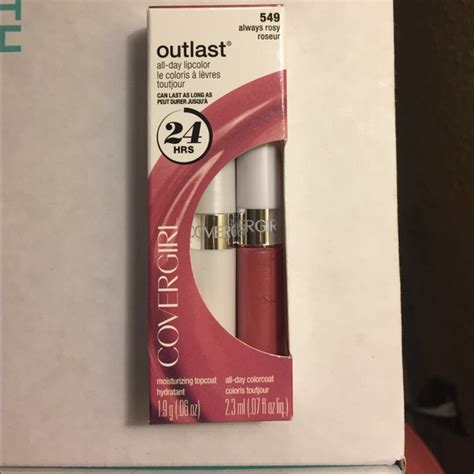 549
always rosy
roseur
outlast®
all-day lipcolor
le coloris à lèvres
toutjour
CAN LAST AS LONG AS
PEUT DURER JUSQU'À
24
HRS
COVERGIRL
COVERGIRL
moisturizing topcoat
hydratant
1.9 g (.06 oz)
all-day colorcoat
coloris toutjour
2.3 ml (.07 fl oz liq.)
TH